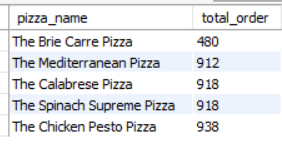 pizza_name total_order
The Brie Carre Pizza 480
The Mediterranean Pizza 912
The Calabrese Pizza 918
The Spinach Supreme Pizza 918
The Chicken Pesto Pizza 938